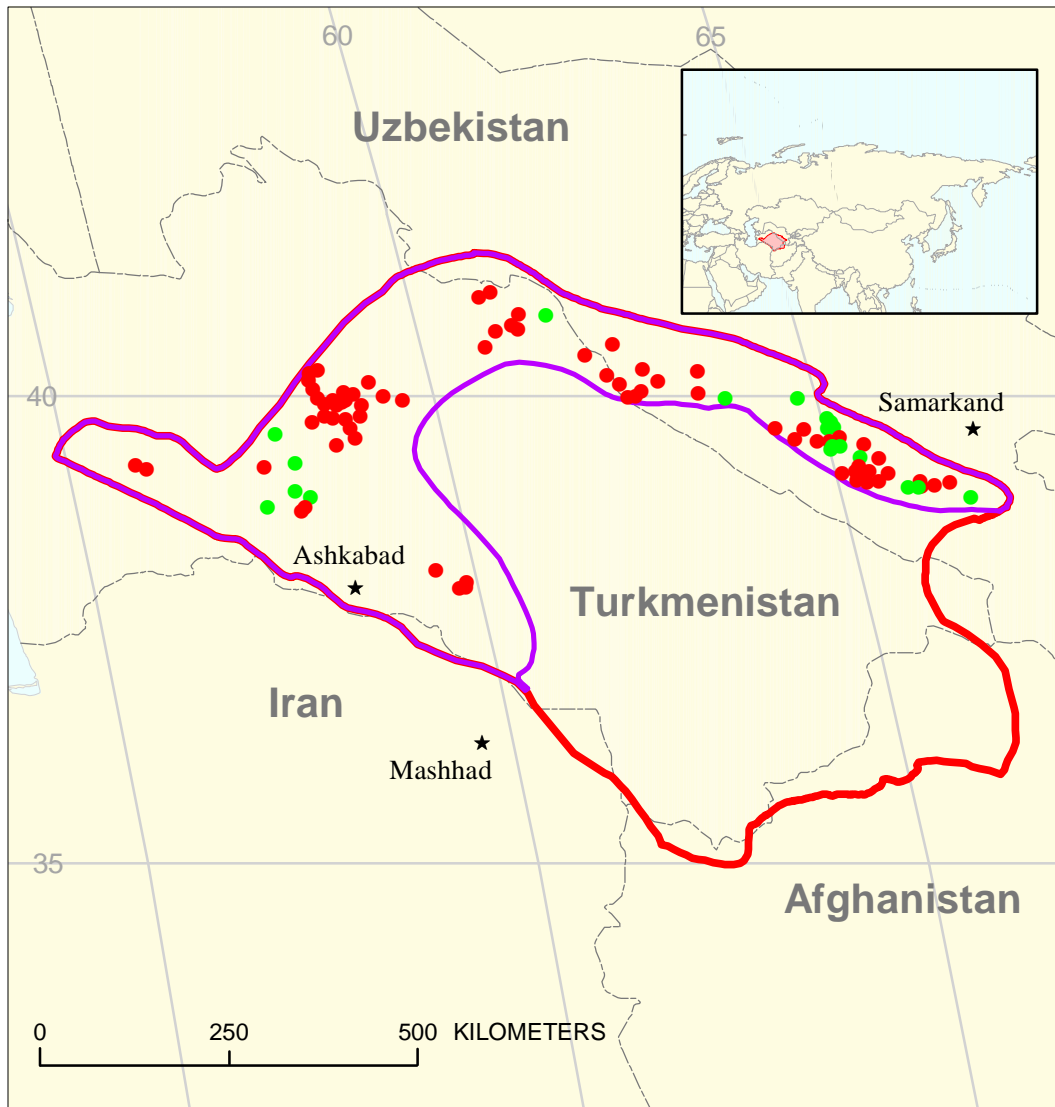 60
65
Uzbekistan
40
Samarkand
Ashkabad
Turkmenistan
Iran
Mashhad
35
Afghanistan
0 250 500 KILOMETERS